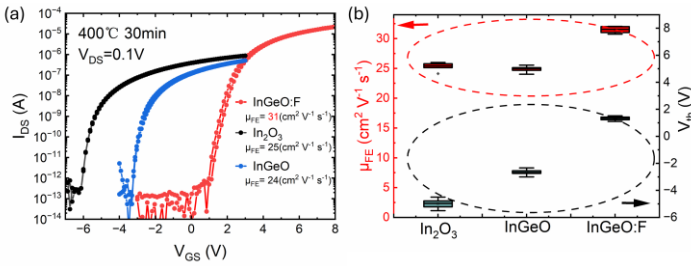 (a)
400℃ 30min
V_DS=0.1V
I_DS (A)
10⁻⁴
10⁻⁵
10⁻⁶
10⁻⁷
10⁻⁸
10⁻⁹
10⁻¹⁰
10⁻¹¹
10⁻¹²
10⁻¹³
10⁻¹⁴
InGeO:F
μ_FE= 31(cm² V⁻¹ s⁻¹)
In₂O₃
μ_FE= 25(cm² V⁻¹ s⁻¹)
InGeO
μ_FE= 24(cm² V⁻¹ s⁻¹)
-6 -4 -2 0 2 4 6 8
V_GS (V)
(b)
μ_FE (cm² V⁻¹ s⁻¹)
30
25
20
15
10
5
0
8
6
4
2
0
-2
-4
-6
V_th (V)
In₂O₃ InGeO InGeO:F